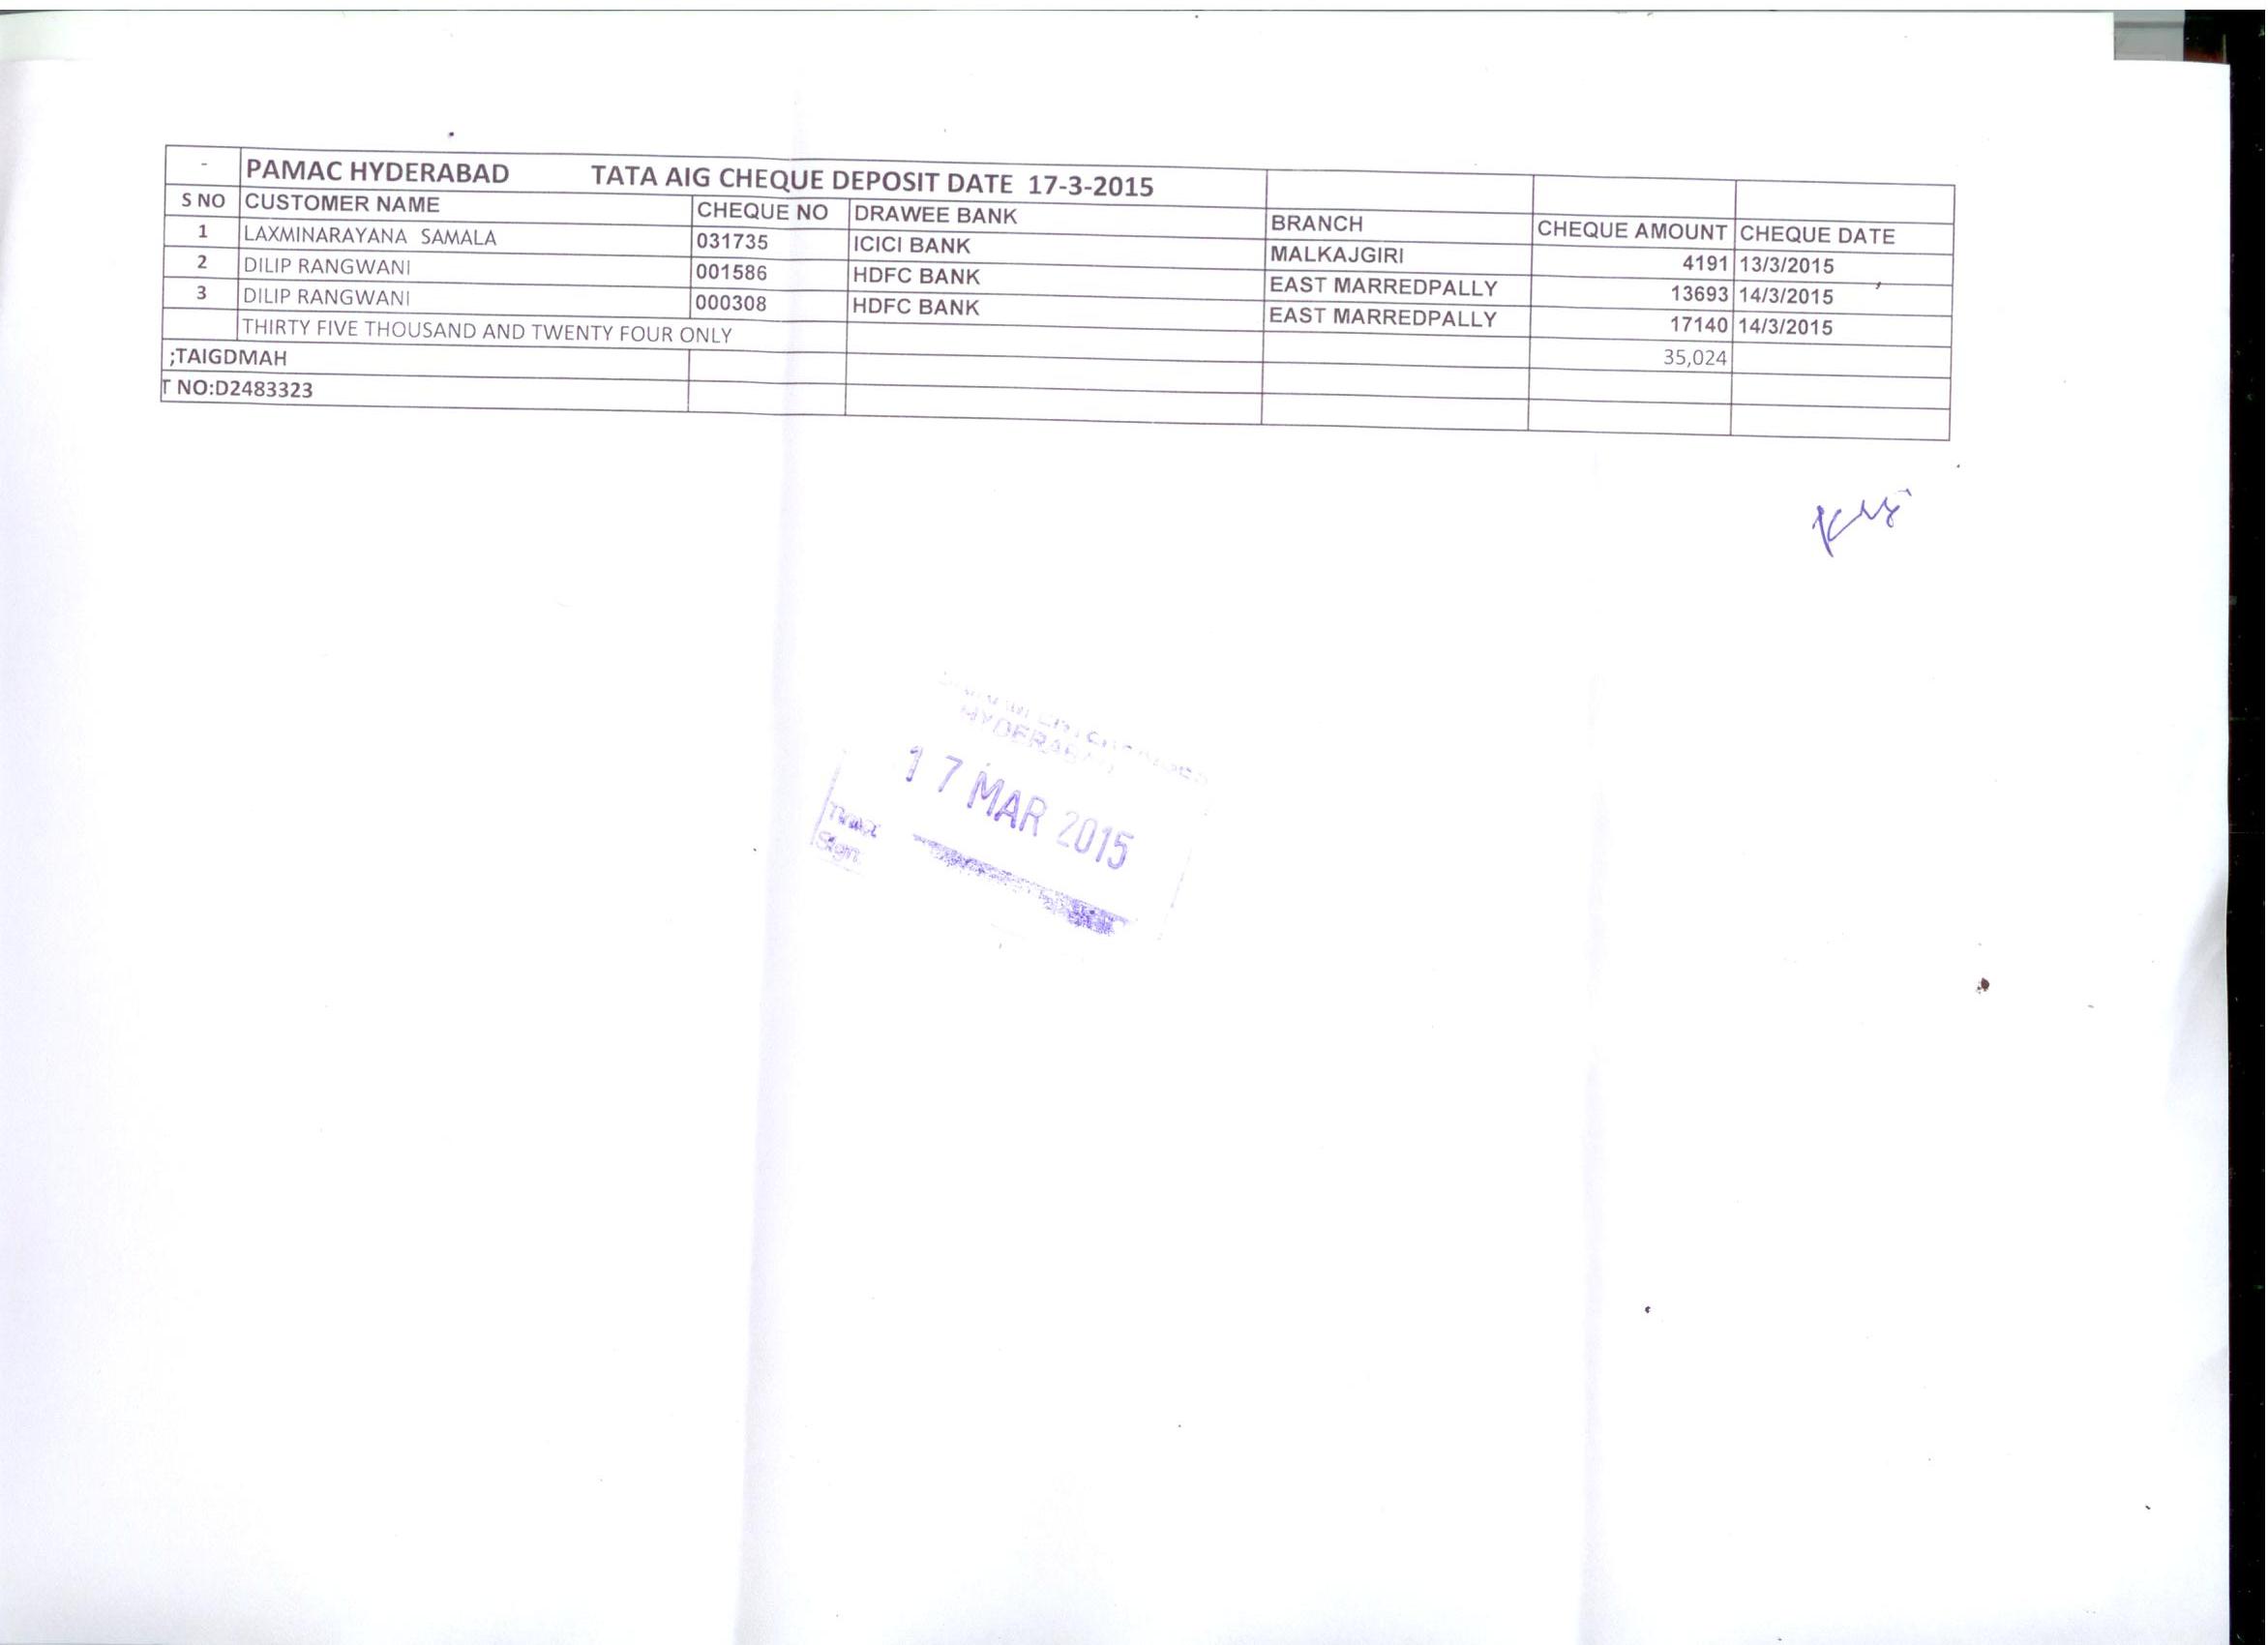 - PAMAC HYDERABAD TATA AIG CHEQUE DEPOSIT DATE 17-3-2015
S NO CUSTOMER NAME CHEQUE NO DRAWEE BANK BRANCH CHEQUE AMOUNT CHEQUE DATE
1 LAXMINARAYANA SAMALA 031735 ICICI BANK MALKAJGIRI 4191 13/3/2015
2 DILIP RANGWANI 001586 HDFC BANK EAST MARREDPALLY 13693 14/3/2015
3 DILIP RANGWANI 000308 HDFC BANK EAST MARREDPALLY 17140 14/3/2015
THIRTY FIVE THOUSAND AND TWENTY FOUR ONLY 35,024
;TAIGDMAH
T NO:D2483323
HYDERABAD
17 MAR 2015
Sign